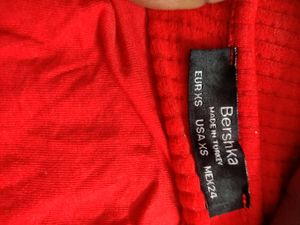 Bershka
MADE IN TURKEY
EUR XS USA XS MEX 24